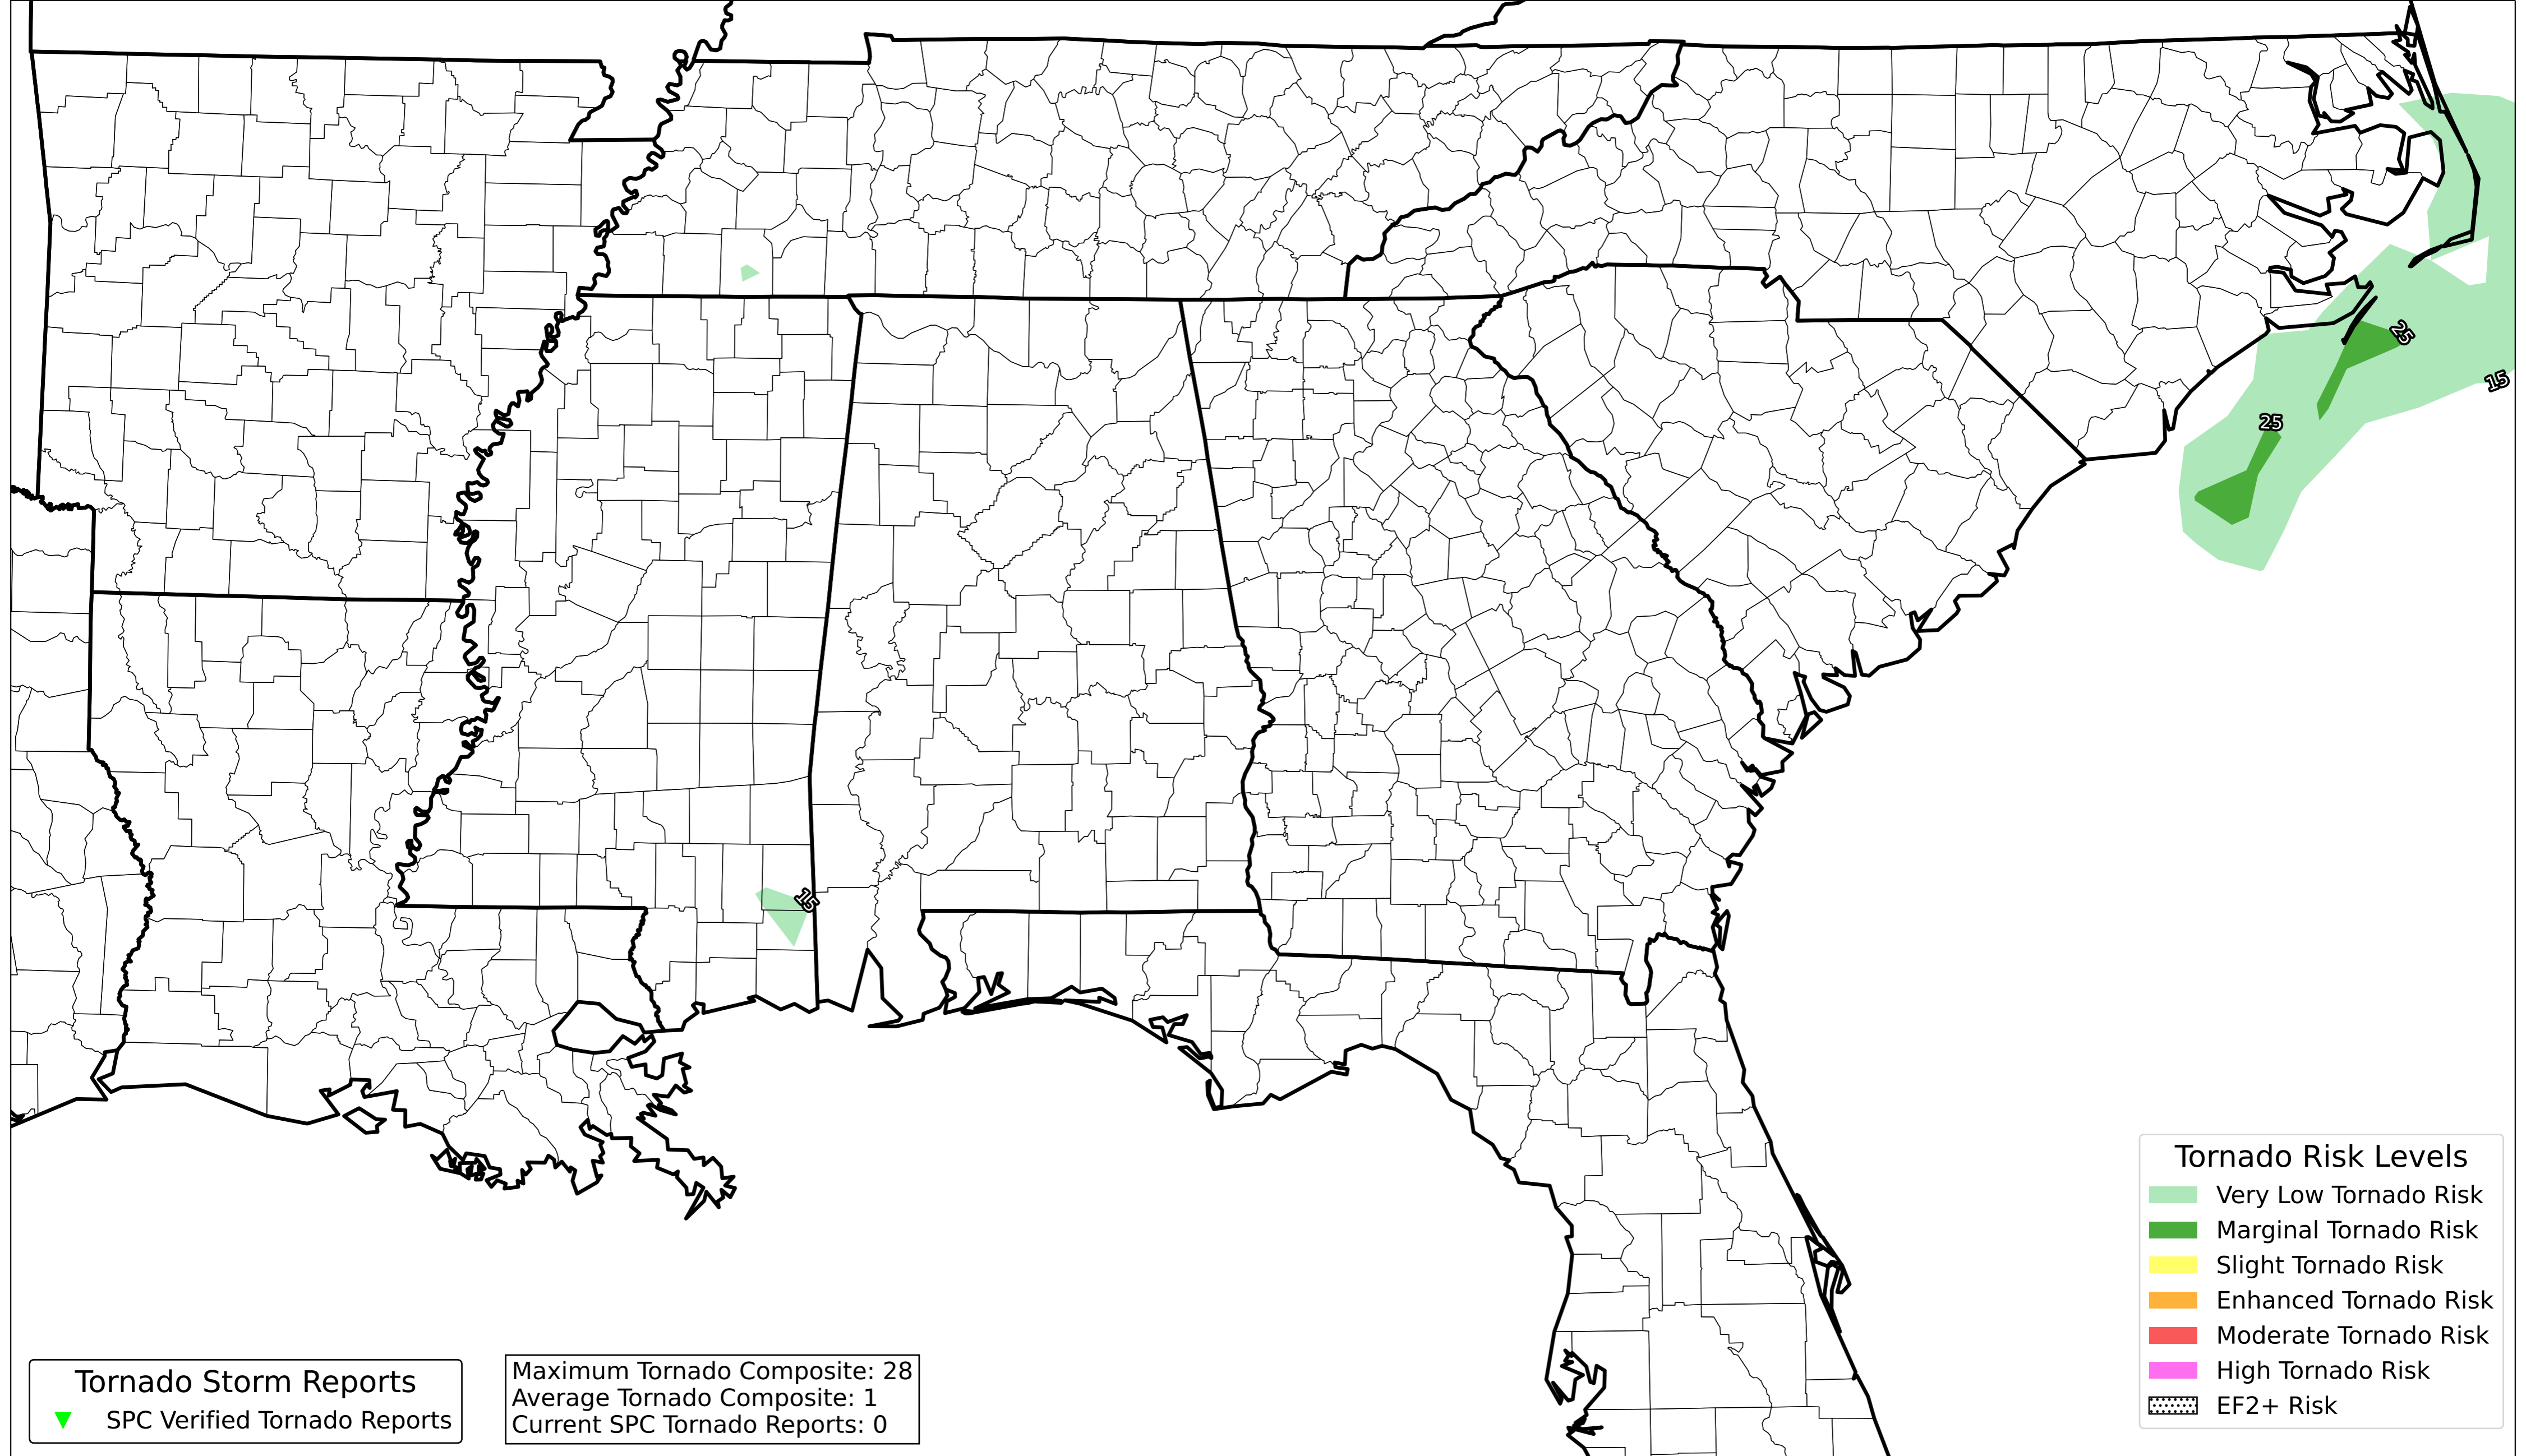 25
15
25
15
Tornado Risk Levels
Very Low Tornado Risk
Marginal Tornado Risk
Slight Tornado Risk
Enhanced Tornado Risk
Moderate Tornado Risk
High Tornado Risk
EF2+ Risk
Tornado Storm Reports
SPC Verified Tornado Reports
Maximum Tornado Composite: 28
Average Tornado Composite: 1
Current SPC Tornado Reports: 0